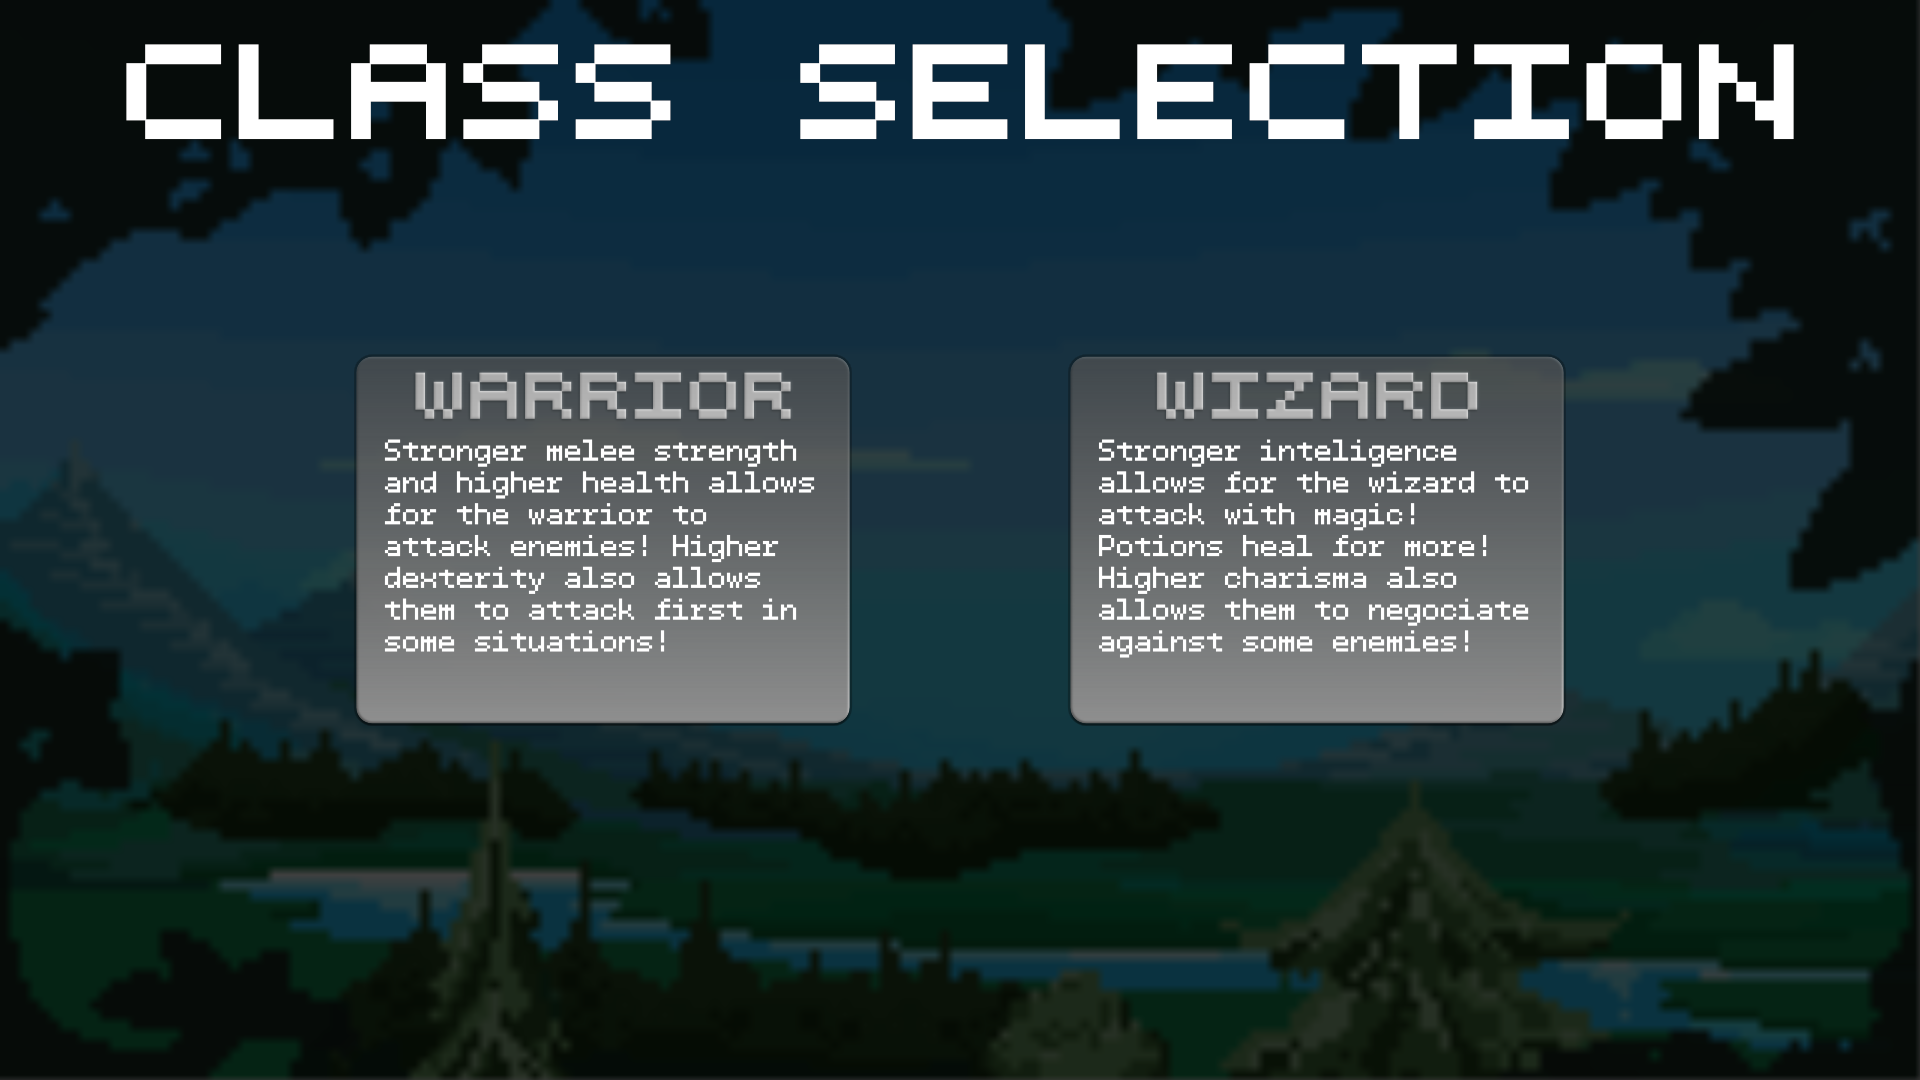 CLASS SELECTION
WARRIOR
Stronger melee strength
and higher health allows
for the warrior to
attack enemies! Higher
dexterity also allows
them to attack first in
some situations!
WIZARD
Stronger inteligence
allows for the wizard to
attack with magic!
Potions heal for more!
Higher charisma also
allows them to negociate
against some enemies!